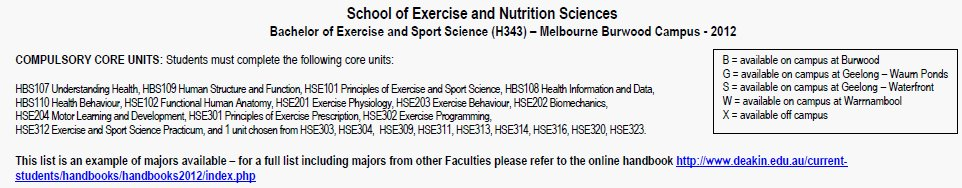 School of Exercise and Nutrition Sciences
Bachelor of Exercise and Sport Science (H343) – Melbourne Burwood Campus - 2012
COMPULSORY CORE UNITS: Students must complete the following core units:
HBS107 Understanding Health, HBS109 Human Structure and Function, HSE101 Principles of Exercise and Sport Science, HBS108 Health Information and Data,
HBS110 Health Behaviour, HSE102 Functional Human Anatomy, HSE201 Exercise Physiology, HSE203 Exercise Behaviour, HSE202 Biomechanics,
HSE204 Motor Learning and Development, HSE301 Principles of Exercise Prescription, HSE302 Exercise Programming,
HSE312 Exercise and Sport Science Practicum, and 1 unit chosen from HSE303, HSE304, HSE309, HSE311, HSE313, HSE314, HSE316, HSE320, HSE323.
B = available on campus at Burwood
G = available on campus at Geelong – Waurn Ponds
S = available on campus at Geelong – Waterfront
W = available on campus at Warrnambool
X = available off campus
This list is an example of majors available – for a full list including majors from other Faculties please refer to the online handbook http://www.deakin.edu.au/current-
students/handbooks/handbooks2012/index.php